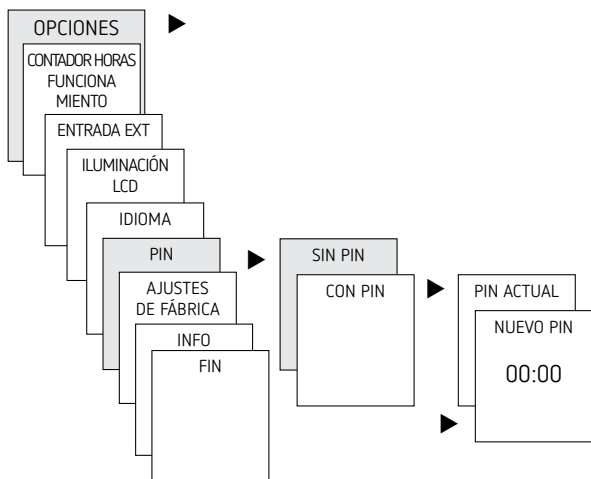 OPCIONES
CONTADOR HORAS
FUNCIONA
MIENTO
ENTRADA EXT
ILUMINACIÓN
LCD
IDIOMA
PIN
AJUSTES
DE FÁBRICA
INFO
FIN
SIN PIN
CON PIN
PIN ACTUAL
NUEVO PIN
00:00